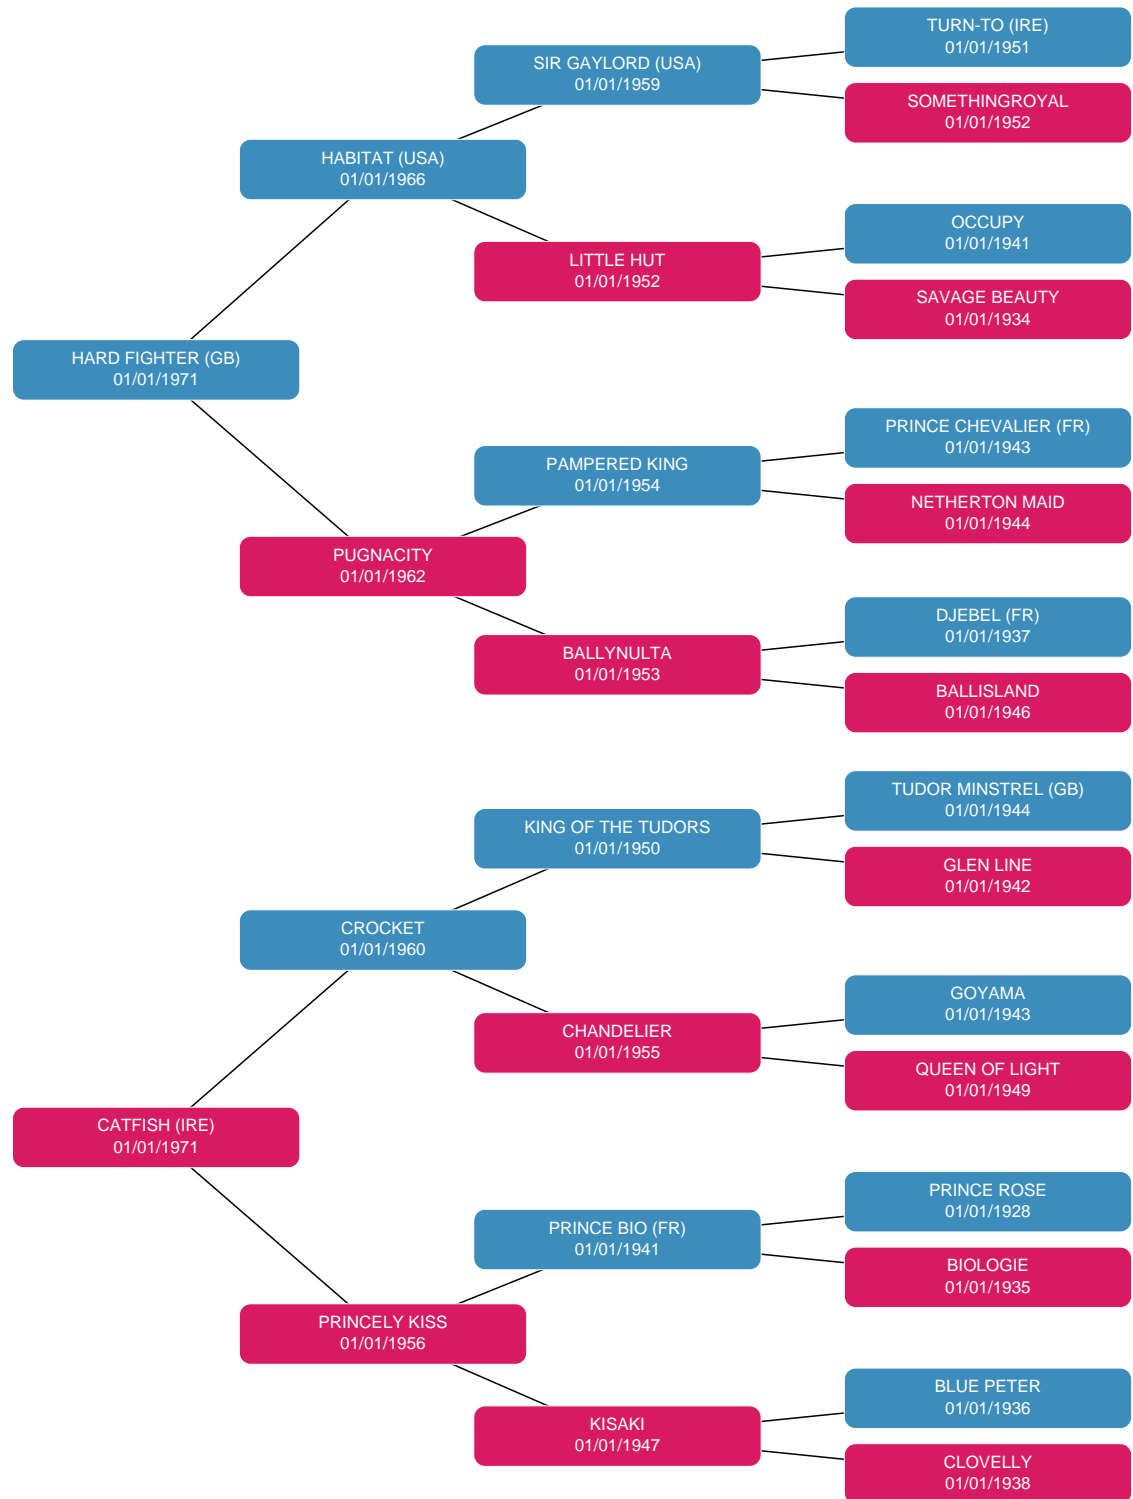 TURN-TO (IRE)
01/01/1951
SIR GAYLORD (USA)
01/01/1959
SOMETHINGROYAL
01/01/1952
HABITAT (USA)
01/01/1966
OCCUPY
01/01/1941
LITTLE HUT
01/01/1952
SAVAGE BEAUTY
01/01/1934
HARD FIGHTER (GB)
01/01/1971
PRINCE CHEVALIER (FR)
01/01/1943
PAMPERED KING
01/01/1954
NETHERTON MAID
01/01/1944
PUGNACITY
01/01/1962
DJEBEL (FR)
01/01/1937
BALLYNULTA
01/01/1953
BALLISLAND
01/01/1946
TUDOR MINSTREL (GB)
01/01/1944
KING OF THE TUDORS
01/01/1950
GLEN LINE
01/01/1942
CROCKET
01/01/1960
GOYAMA
01/01/1943
CHANDELIER
01/01/1955
QUEEN OF LIGHT
01/01/1949
CATFISH (IRE)
01/01/1971
PRINCE ROSE
01/01/1928
PRINCE BIO (FR)
01/01/1941
BIOLOGIE
01/01/1935
PRINCELY KISS
01/01/1956
BLUE PETER
01/01/1936
KISAKI
01/01/1947
CLOVELLY
01/01/1938